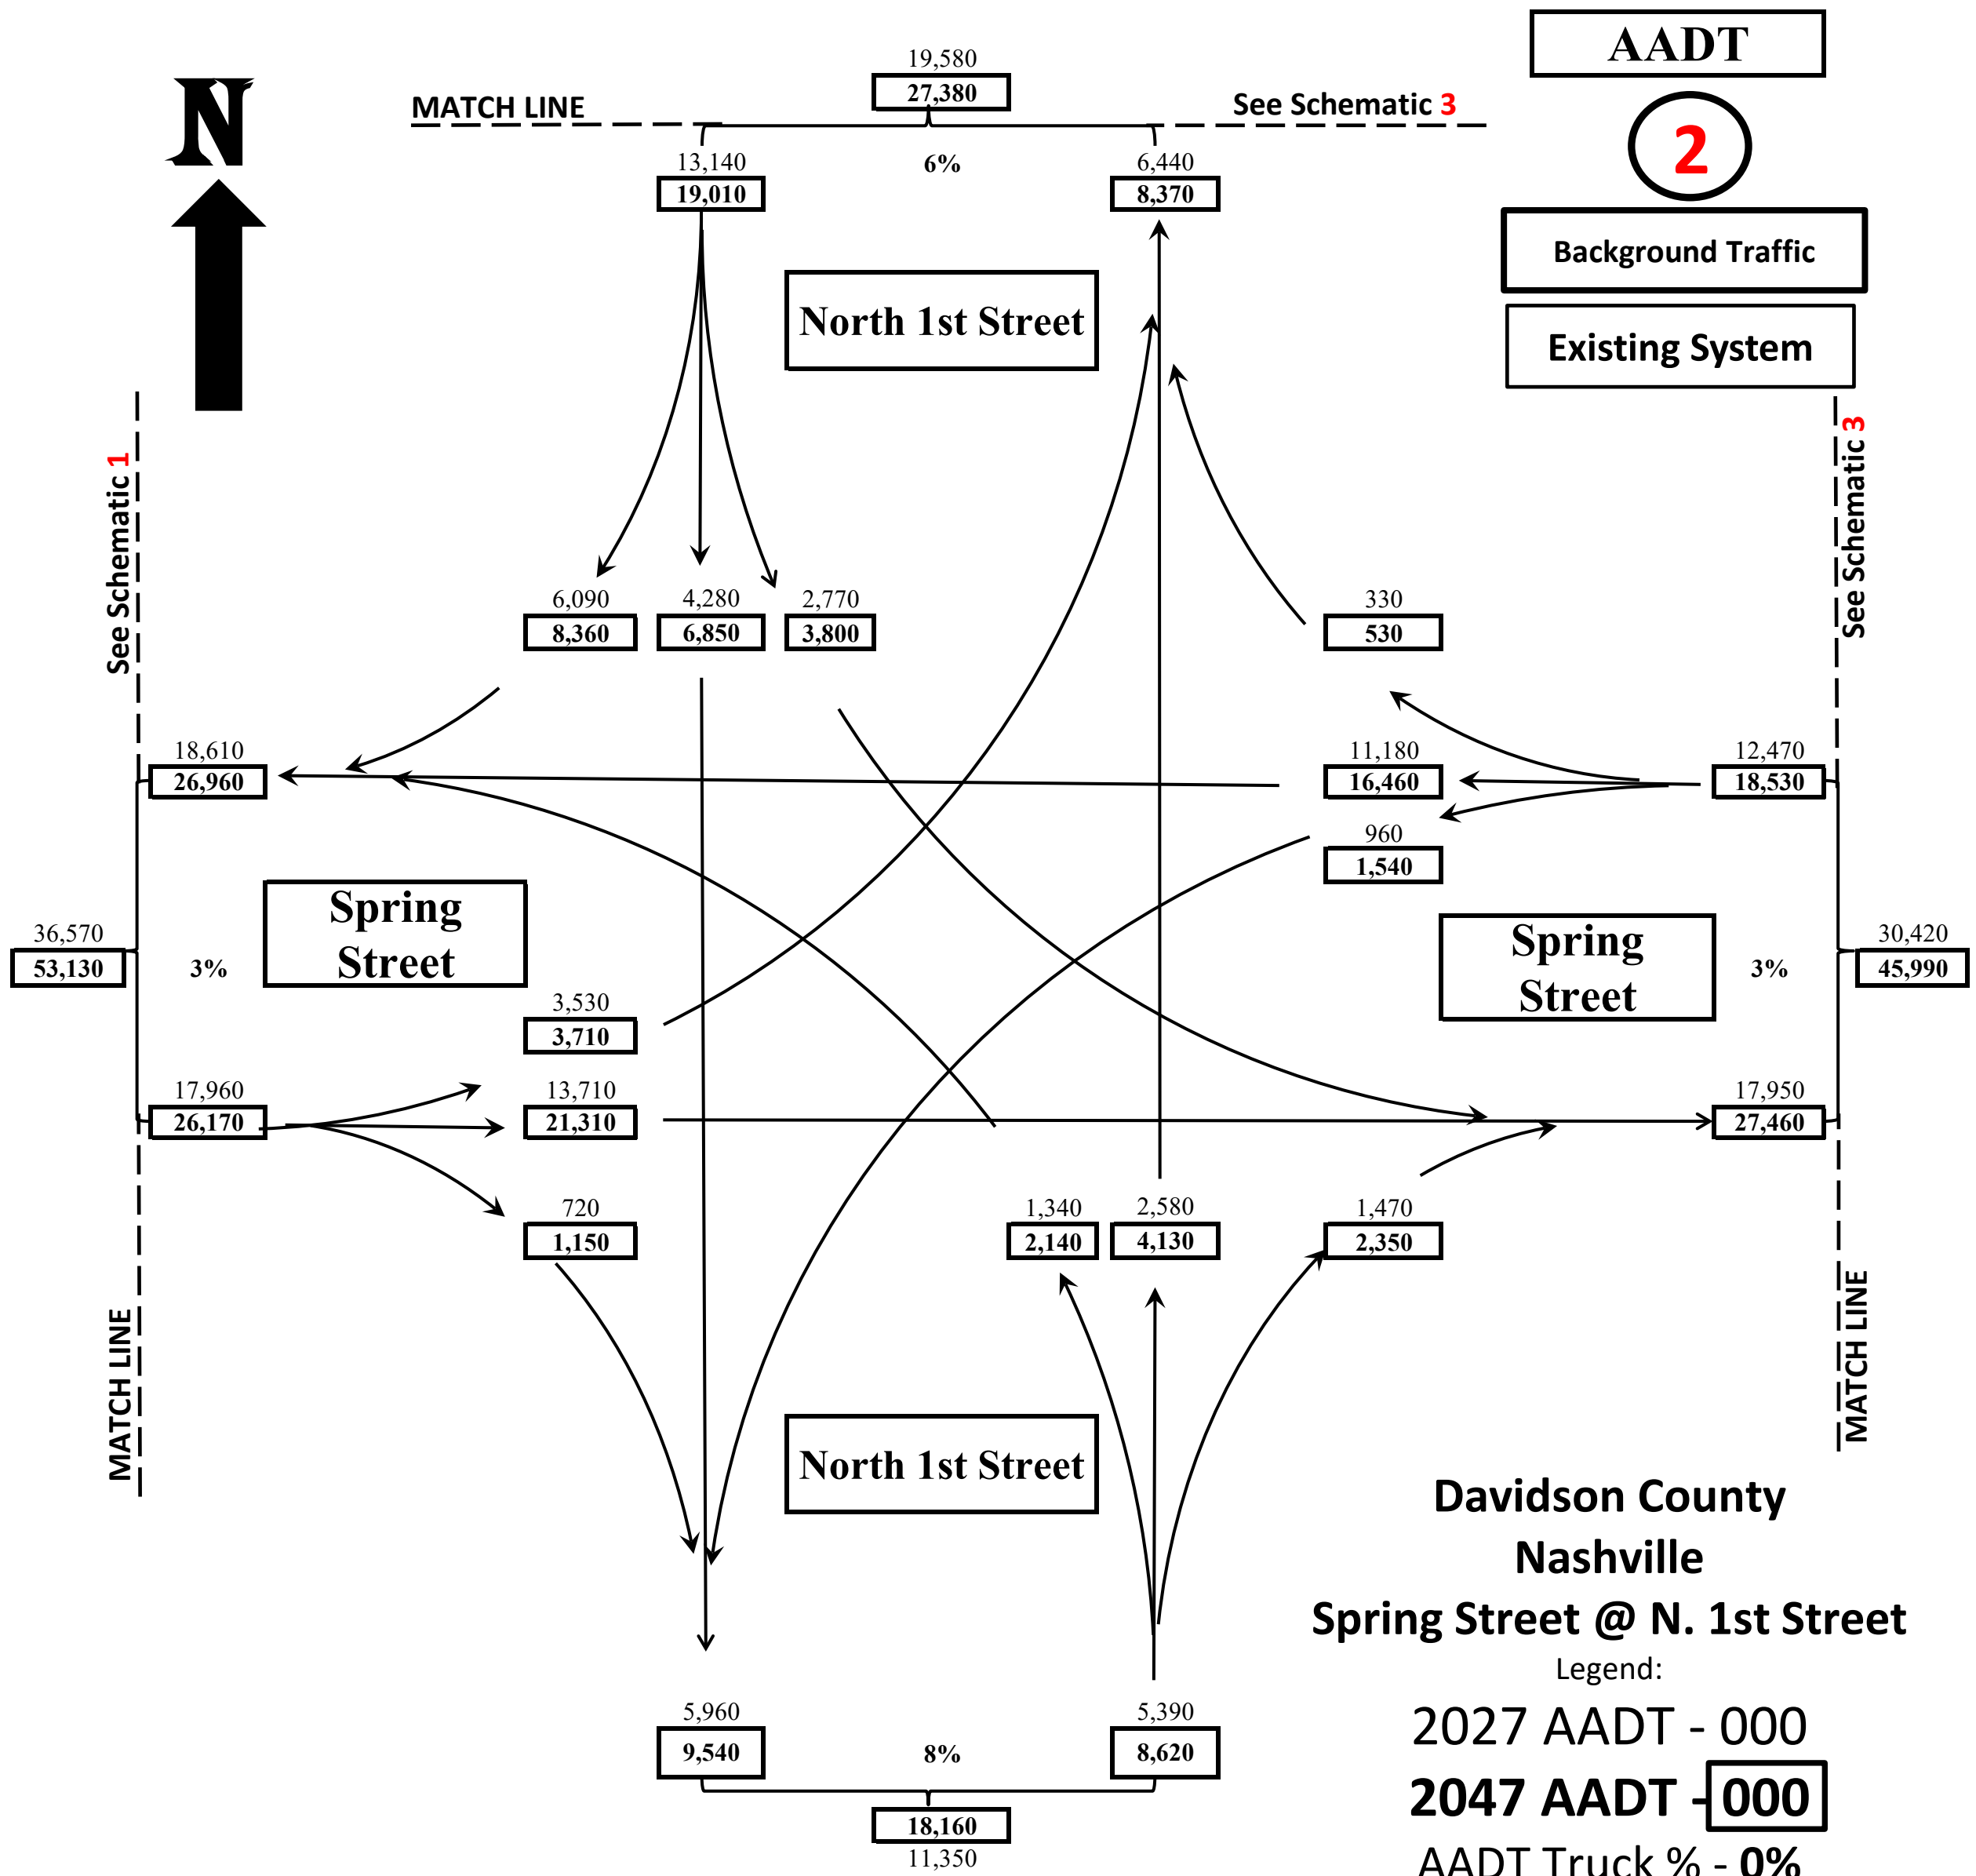 AADT
19,580
27,380
N
MATCH LINE
See Schematic 3
2
13,140
19,010
6%
6,440
8,370
Background Traffic
North 1st Street
Existing System
See Schematic 1
See Schematic 3
6,090
8,360
4,280
6,850
2,770
3,800
330
530
18,610
26,960
11,180
16,460
12,470
18,530
960
1,540
Spring
Street
Spring
Street
36,570
53,130
3%
3%
30,420
45,990
3,530
3,710
17,960
26,170
13,710
21,310
17,950
27,460
720
1,150
1,340
2,140
2,580
4,130
1,470
2,350
MATCH LINE
MATCH LINE
North 1st Street
Davidson County
Nashville
Spring Street @ N. 1st Street
Legend:
5,960
9,540
8%
5,390
8,620
2027 AADT - 000
2047 AADT - 000
18,160
11,350
AADT Truck % - 0%